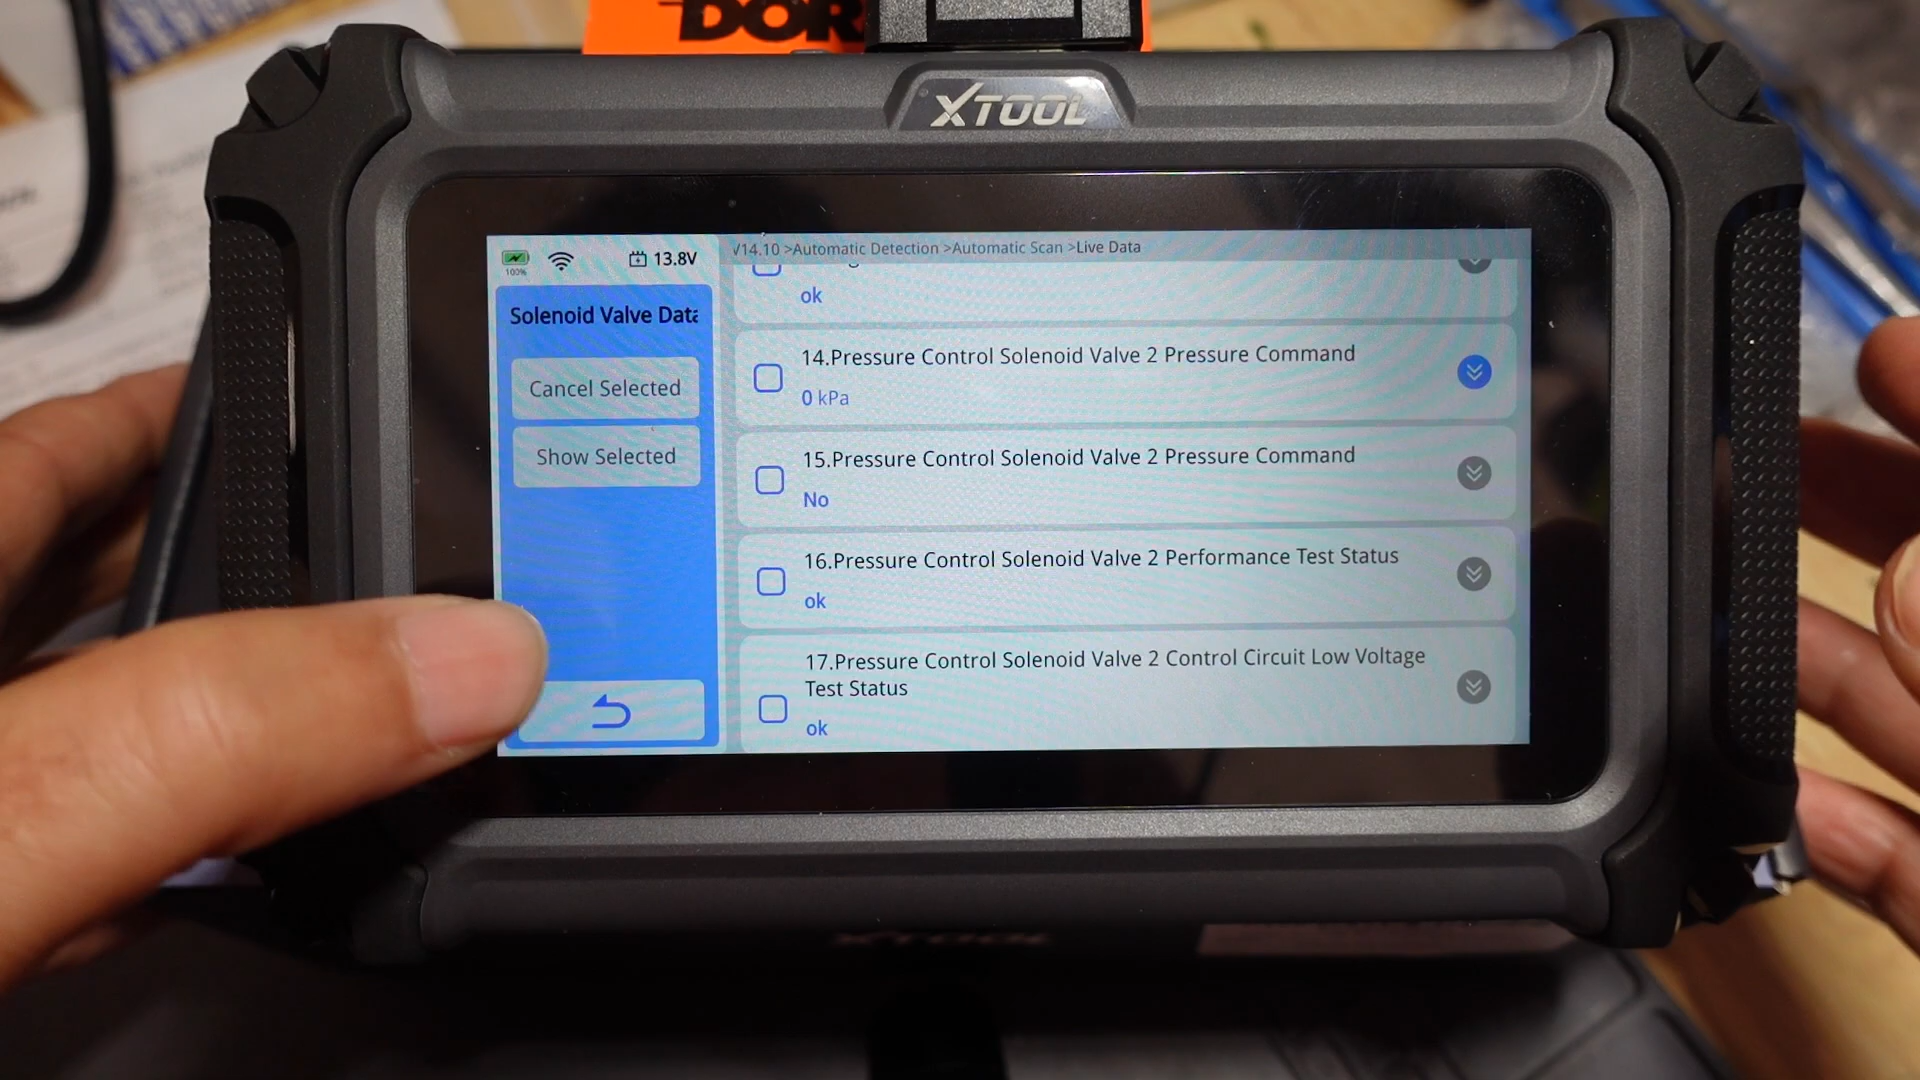 DOR
XTOOL
100%
13.8V
V14.10 >Automatic Detection >Automatic Scan >Live Data
Solenoid Valve Data
Cancel Selected
Show Selected
ok
14.Pressure Control Solenoid Valve 2 Pressure Command
0 kPa
15.Pressure Control Solenoid Valve 2 Pressure Command
No
16.Pressure Control Solenoid Valve 2 Performance Test Status
ok
17.Pressure Control Solenoid Valve 2 Control Circuit Low Voltage
Test Status
ok
XTOOL